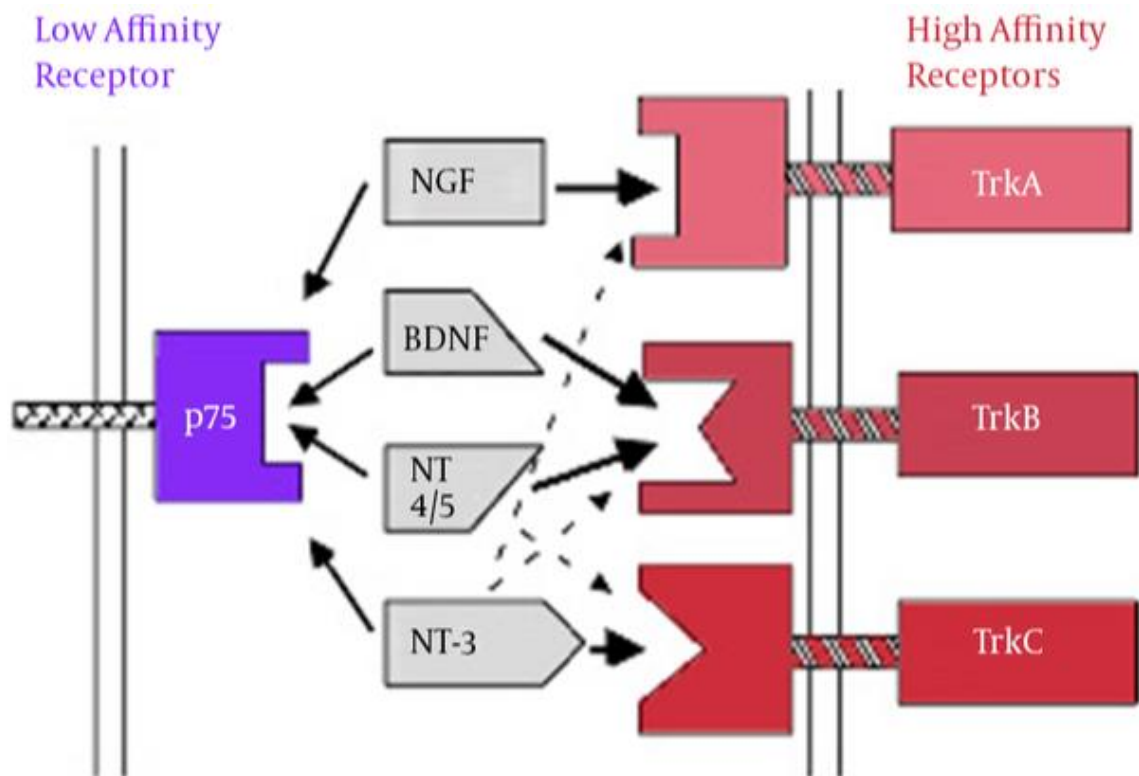 Low Affinity
Receptor
High Affinity
Receptors
NGF
TrkA
BDNF
p75
TrkB
NT
4/5
NT-3
TrkC